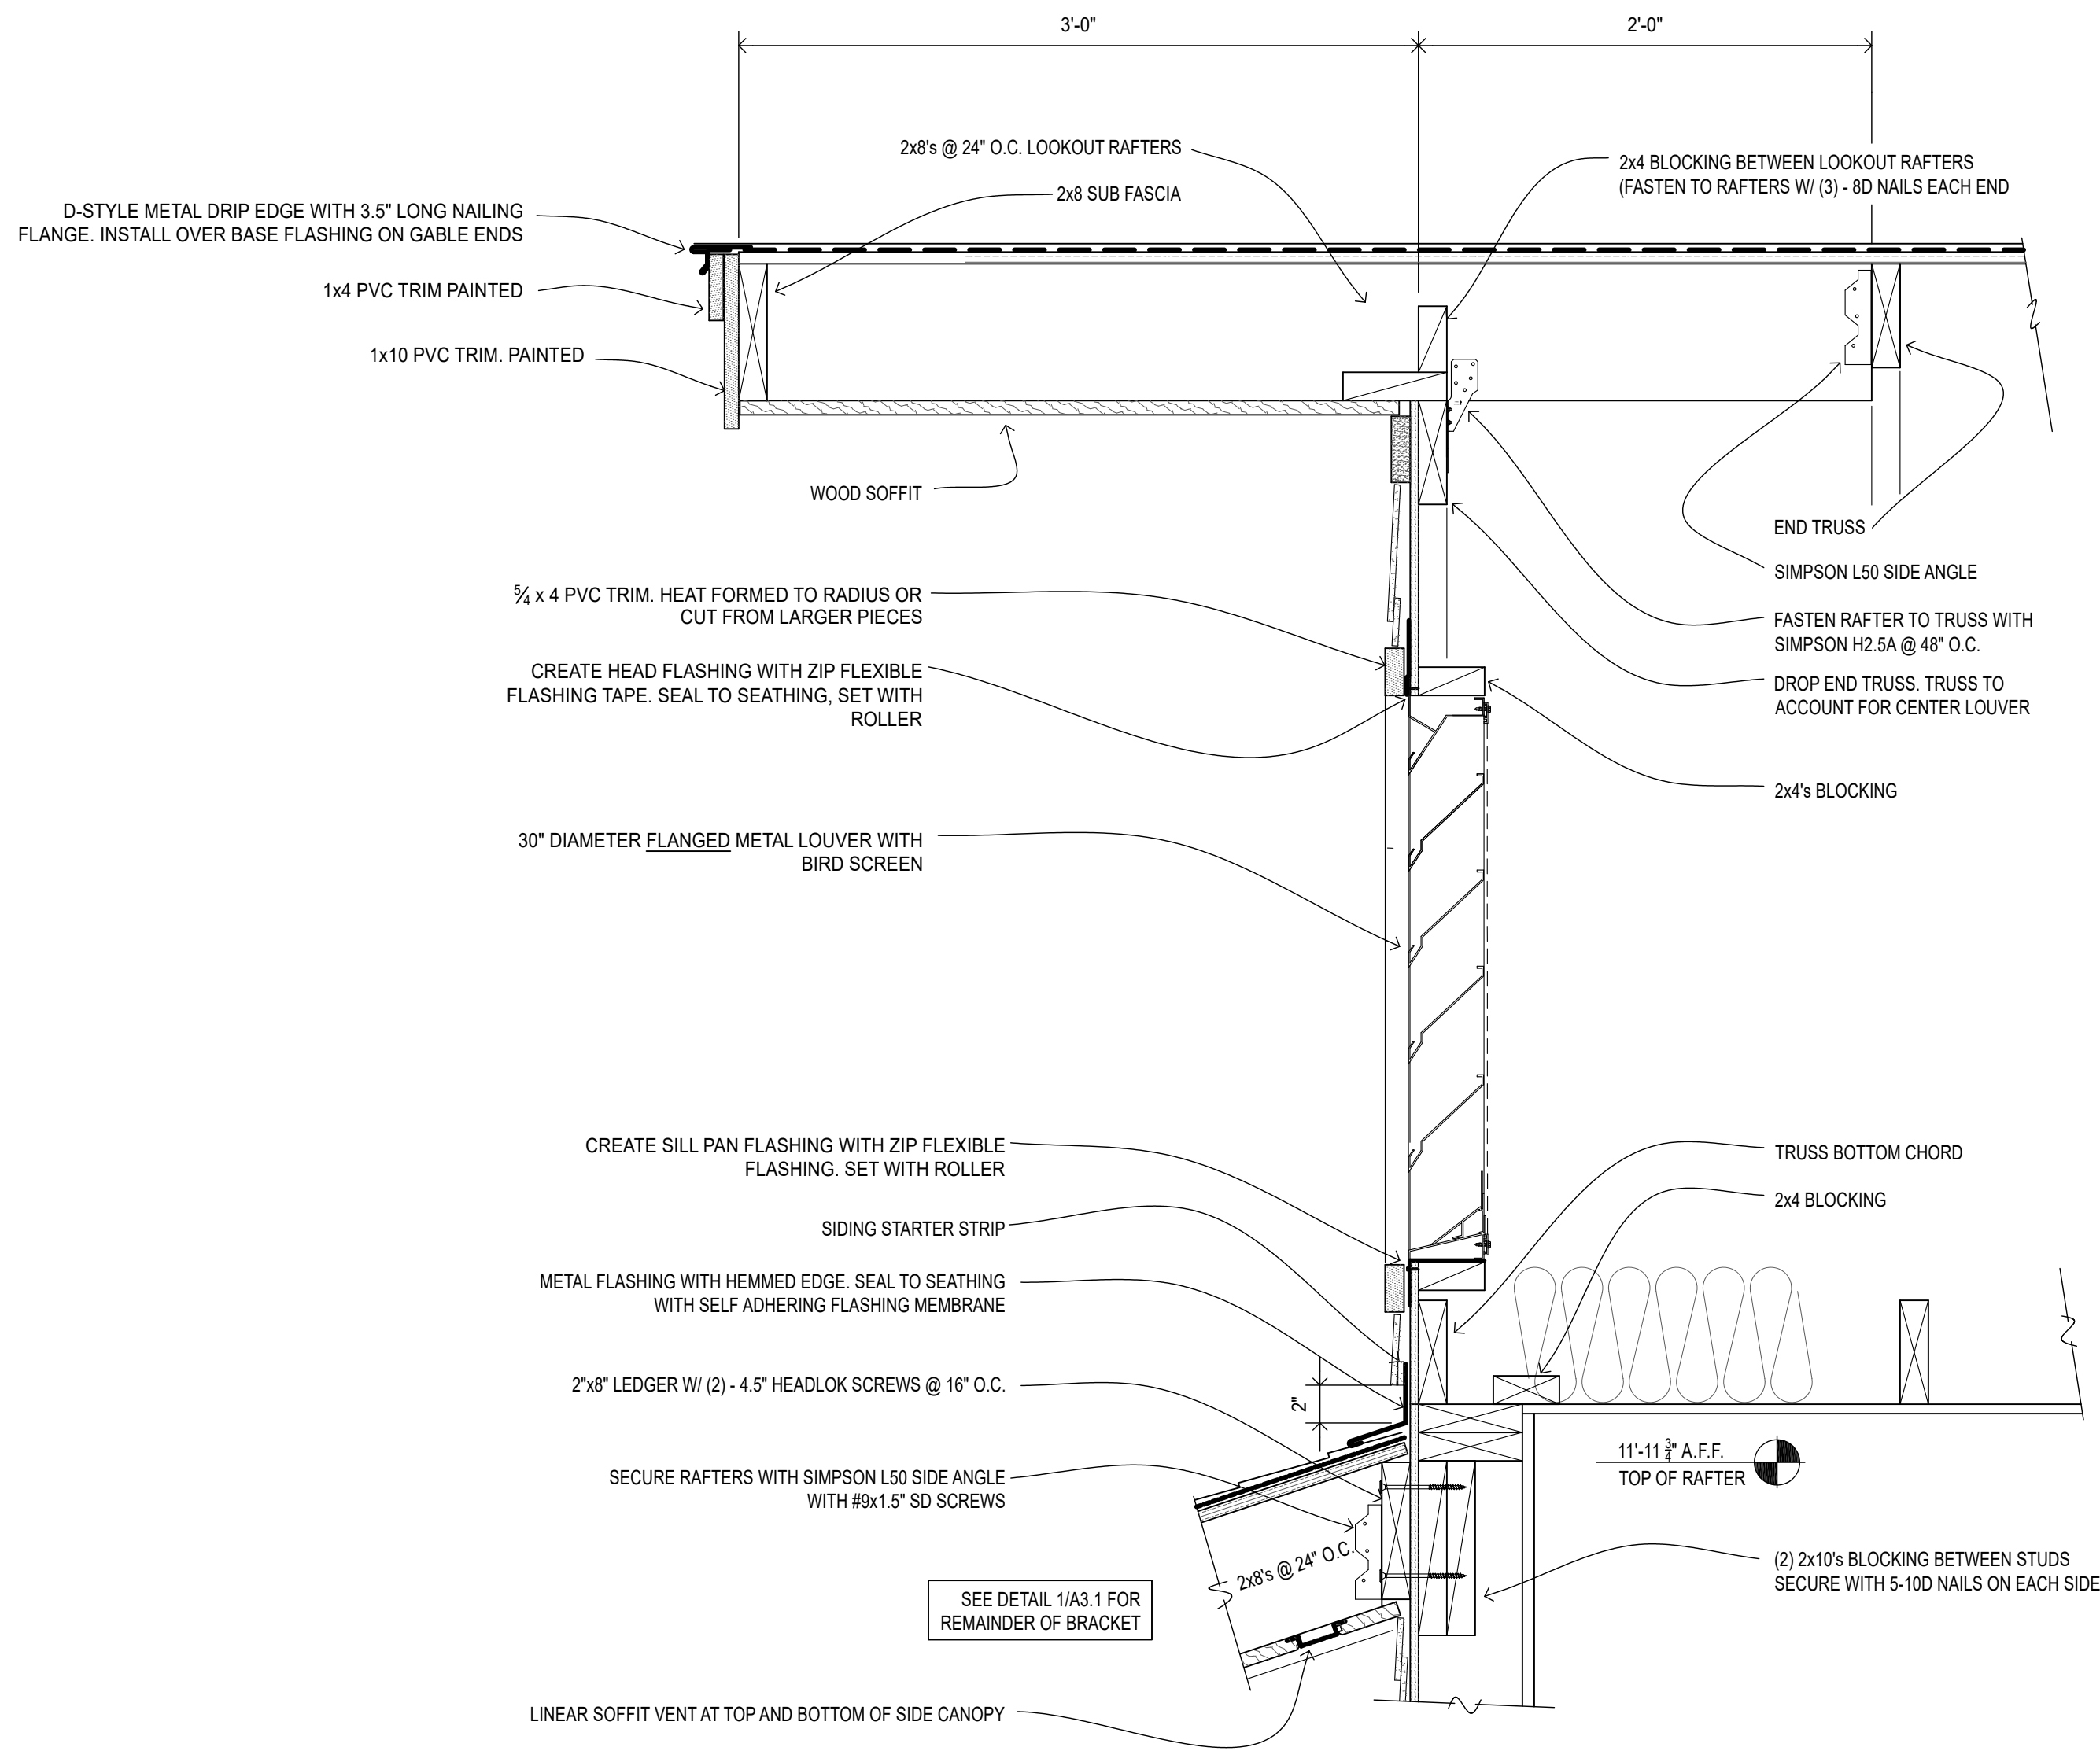 3'-0"
2'-0"
2x8's @ 24" O.C. LOOKOUT RAFTERS
2x8 SUB FASCIA
2x4 BLOCKING BETWEEN LOOKOUT RAFTERS
(FASTEN TO RAFTERS W/ (3) - 8D NAILS EACH END
D-STYLE METAL DRIP EDGE WITH 3.5" LONG NAILING
FLANGE. INSTALL OVER BASE FLASHING ON GABLE ENDS
1x4 PVC TRIM PAINTED
1x10 PVC TRIM. PAINTED
WOOD SOFFIT
END TRUSS
SIMPSON L50 SIDE ANGLE
FASTEN RAFTER TO TRUSS WITH
SIMPSON H2.5A @ 48" O.C.
DROP END TRUSS. TRUSS TO
ACCOUNT FOR CENTER LOUVER
2x4's BLOCKING
5/4 x 4 PVC TRIM. HEAT FORMED TO RADIUS OR
CUT FROM LARGER PIECES
CREATE HEAD FLASHING WITH ZIP FLEXIBLE
FLASHING TAPE. SEAL TO SEATHING, SET WITH
ROLLER
30" DIAMETER FLANGED METAL LOUVER WITH
BIRD SCREEN
CREATE SILL PAN FLASHING WITH ZIP FLEXIBLE
FLASHING. SET WITH ROLLER
SIDING STARTER STRIP
METAL FLASHING WITH HEMMED EDGE. SEAL TO SEATHING
WITH SELF ADHERING FLASHING MEMBRANE
2"x8" LEDGER W/ (2) - 4.5" HEADLOK SCREWS @ 16" O.C.
2"
SECURE RAFTERS WITH SIMPSON L50 SIDE ANGLE
WITH #9x1.5" SD SCREWS
2x8's @ 24" O.C.
SEE DETAIL 1/A3.1 FOR
REMAINDER OF BRACKET
LINEAR SOFFIT VENT AT TOP AND BOTTOM OF SIDE CANOPY
TRUSS BOTTOM CHORD
2x4 BLOCKING
11'-11 3/4" A.F.F.
TOP OF RAFTER
(2) 2x10's BLOCKING BETWEEN STUDS
SECURE WITH 5-10D NAILS ON EACH SIDE